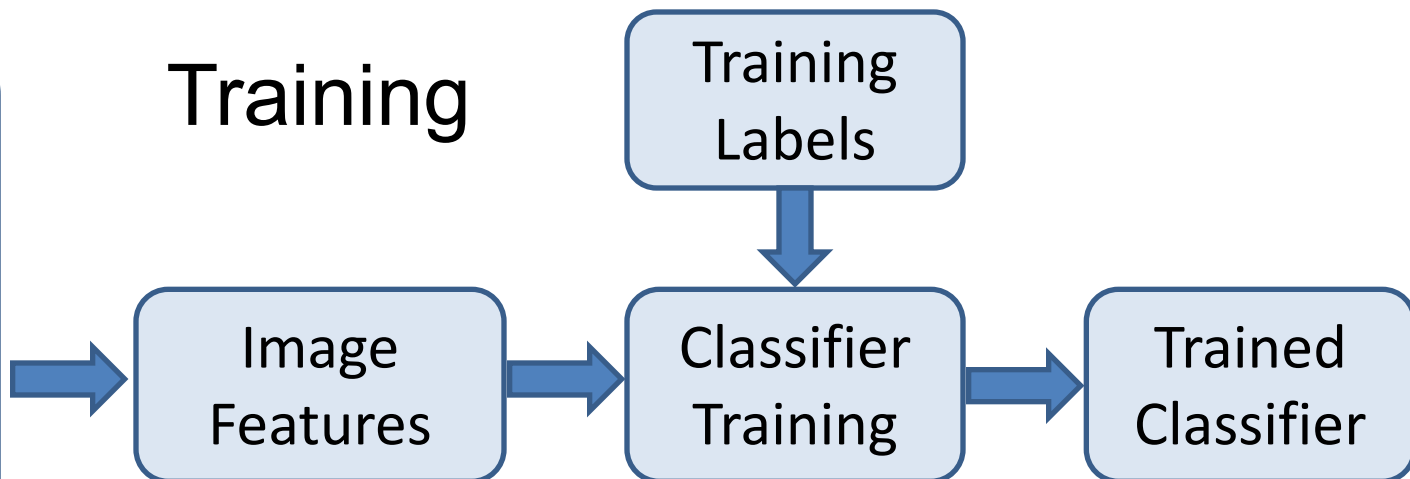 Training
Training
Labels
Image
Features
Classifier
Training
Trained
Classifier